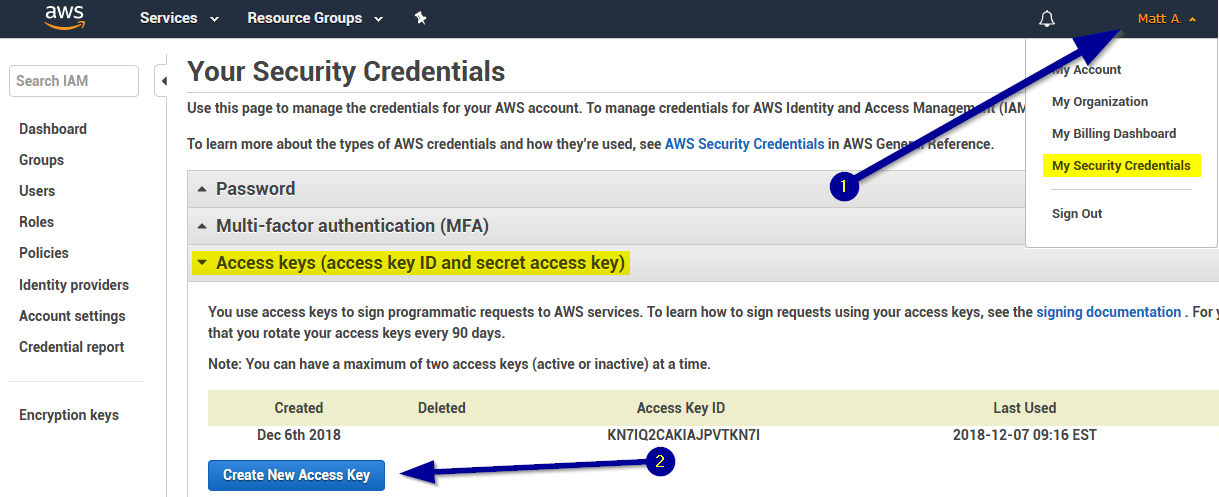 aws
Services
Resource Groups
Matt A
My Account
My Organization
My Billing Dashboard
My Security Credentials
Sign Out
Search IAM
Dashboard
Groups
Users
Roles
Policies
Identity providers
Account settings
Credential report
Encryption keys
Your Security Credentials
Use this page to manage the credentials for your AWS account. To manage credentials for AWS Identity and Access Management (IAM
To learn more about the types of AWS credentials and how they're used, see AWS Security Credentials in AWS General Reference.
1
Password
Multi-factor authentication (MFA)
Access keys (access key ID and secret access key)
You use access keys to sign programmatic requests to AWS services. To learn how to sign requests using your access keys, see the signing documentation . For y
that you rotate your access keys every 90 days.
Note: You can have a maximum of two access keys (active or inactive) at a time.
Created Deleted Access Key ID Last Used
Dec 6th 2018 KN7IQ2CAKIAJPVTKN7I 2018-12-07 09:16 EST
Create New Access Key
2